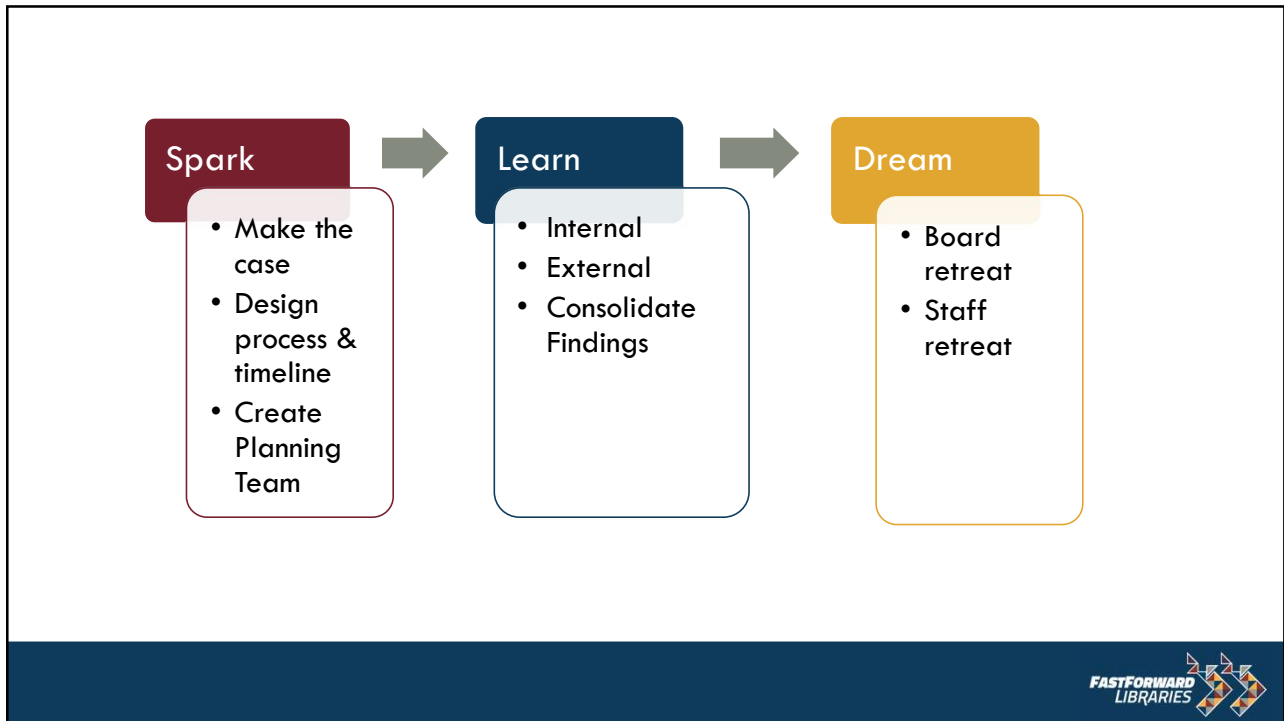 Spark
• Make the
case
• Design
process &
timeline
• Create
Planning
Team
Learn
• Internal
• External
• Consolidate
Findings
Dream
• Board
retreat
• Staff
retreat
FASTFORWARD
LIBRARIES